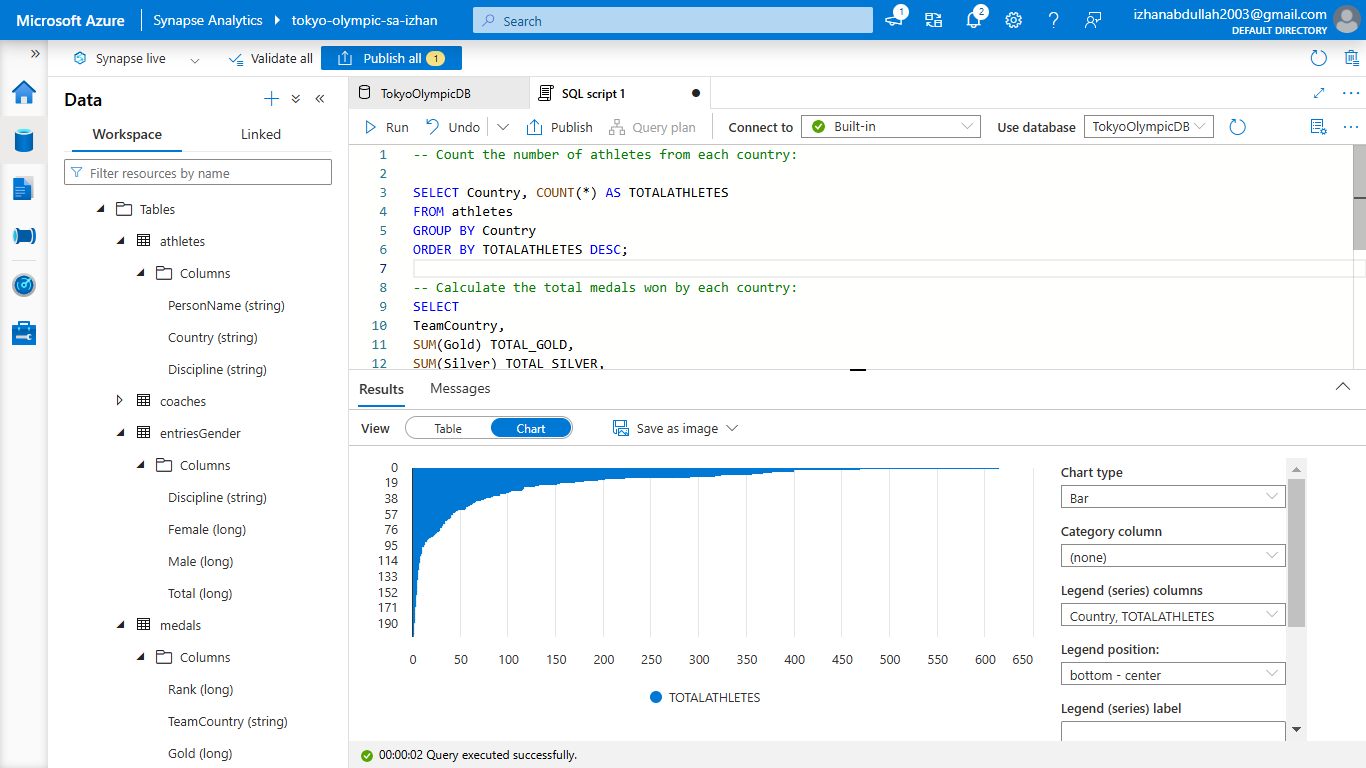 Microsoft Azure
Synapse Analytics
tokyo-olympic-sa-izhan
Search
1
2
?
izhanabdullah2003@gmail.com
DEFAULT DIRECTORY
Synapse live
Validate all
Publish all 1
Data
Workspace
Linked
Filter resources by name
Tables
athletes
Columns
PersonName (string)
Country (string)
Discipline (string)
coaches
entriesGender
Columns
Discipline (string)
Female (long)
Male (long)
Total (long)
medals
Columns
Rank (long)
TeamCountry (string)
Gold (long)
TokyoOlympicDB
SQL script 1
Run
Undo
Publish
Query plan
Connect to
Built-in
Use database
TokyoOlympicDB
1 -- Count the number of athletes from each country:
2
3 SELECT Country, COUNT(*) AS TOTALATHLETES
4 FROM athletes
5 GROUP BY Country
6 ORDER BY TOTALATHLETES DESC;
7
8 -- Calculate the total medals won by each country:
9 SELECT
10 TeamCountry,
11 SUM(Gold) TOTAL_GOLD,
12 SUM(Silver) TOTAL_SILVER,
Results
Messages
View
Table
Chart
Save as image
0
19
38
57
76
95
114
133
152
171
190
0 50 100 150 200 250 300 350 400 450 500 550 600 650
TOTALATHLETES
Chart type
Bar
Category column
(none)
Legend (series) columns
Country, TOTALATHLETES
Legend position:
bottom - center
Legend (series) label
00:00:02 Query executed successfully.